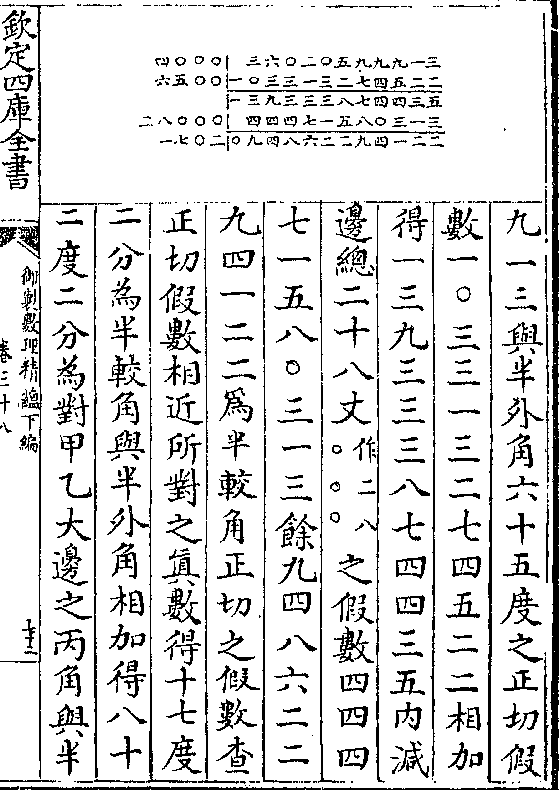 四〇〇〇 三六〇二〇五九九九一三
六五〇〇 一〇三三一三二七四五二二
一三九三三三八七四四三五
二八〇〇〇 四四四七一五八〇三一三
一七〇二 〇九四八六二二九四一二二
九一三與半外角六十五度之正切假
數一〇三三一三二七四五二二相加
得一三九三三三八七四四三五内減
邊總二十八丈作二八〇〇〇之假數四四四
七一五八〇三一三餘九四八六二二
九四一二二爲半較角正切之假數查
正切假數相近所對之真數得十七度
二分為半較角與半外角相加得八十
二度二分為對甲乙大邊之丙角與半
欽定四庫全書
御製數理精蘊下編
卷三十八